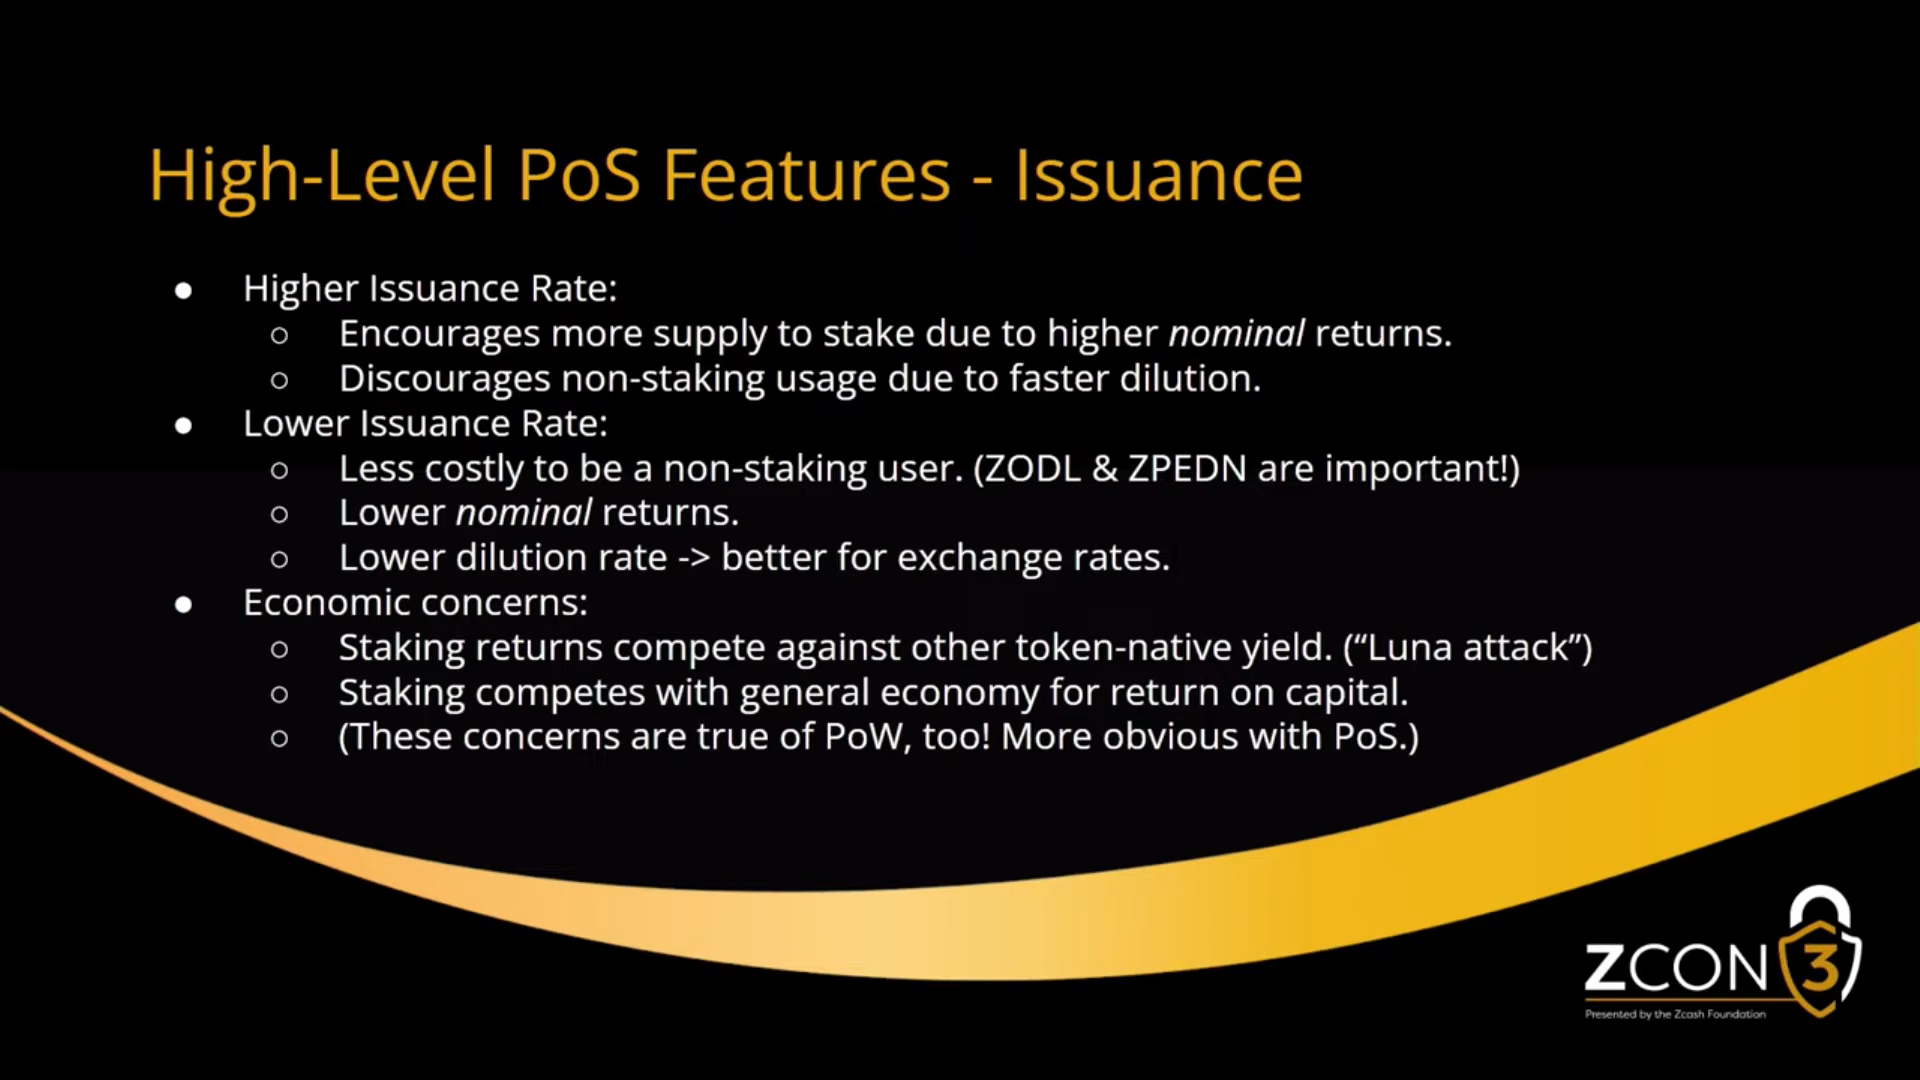 High-Level PoS Features - Issuance
● Higher Issuance Rate:
○ Encourages more supply to stake due to higher nominal returns.
○ Discourages non-staking usage due to faster dilution.
● Lower Issuance Rate:
○ Less costly to be a non-staking user. (ZODL & ZPEDN are important!)
○ Lower nominal returns.
○ Lower dilution rate -> better for exchange rates.
● Economic concerns:
○ Staking returns compete against other token-native yield. (“Luna attack”)
○ Staking competes with general economy for return on capital.
○ (These concerns are true of PoW, too! More obvious with PoS.)
ZCON 3
Presented by the Zcash Foundation